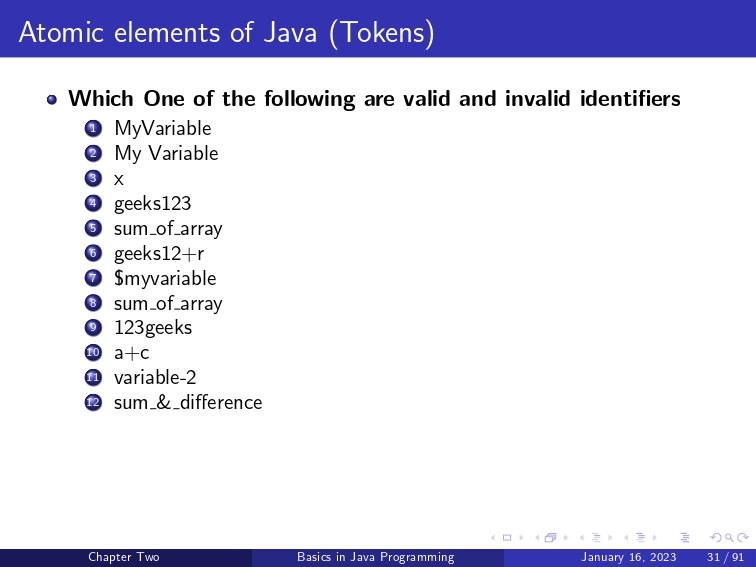 Atomic elements of Java (Tokens)
Which One of the following are valid and invalid identifiers
1 MyVariable
2 My Variable
3 x
4 geeks123
5 sum_of_array
6 geeks12+r
7 $myvariable
8 sum_of_array
9 123geeks
10 a+c
11 variable-2
12 sum_&_difference
Chapter Two Basics in Java Programming January 16, 2023 31 / 91